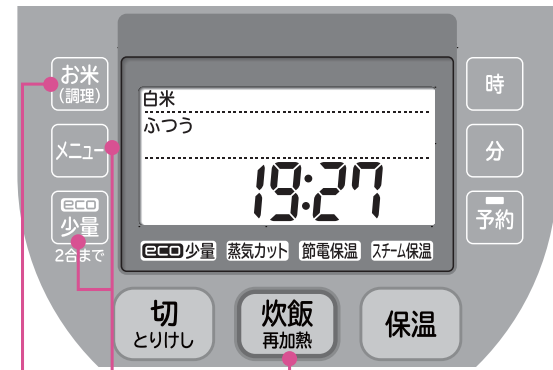 お米
(調理)
メニュー
eco
少量
2合まで
白米
ふつう
19:27
eco少量 蒸気カット 節電保温 スチーム保温
時
分
予約
切
とりけし
炊飯
再加熱
保温